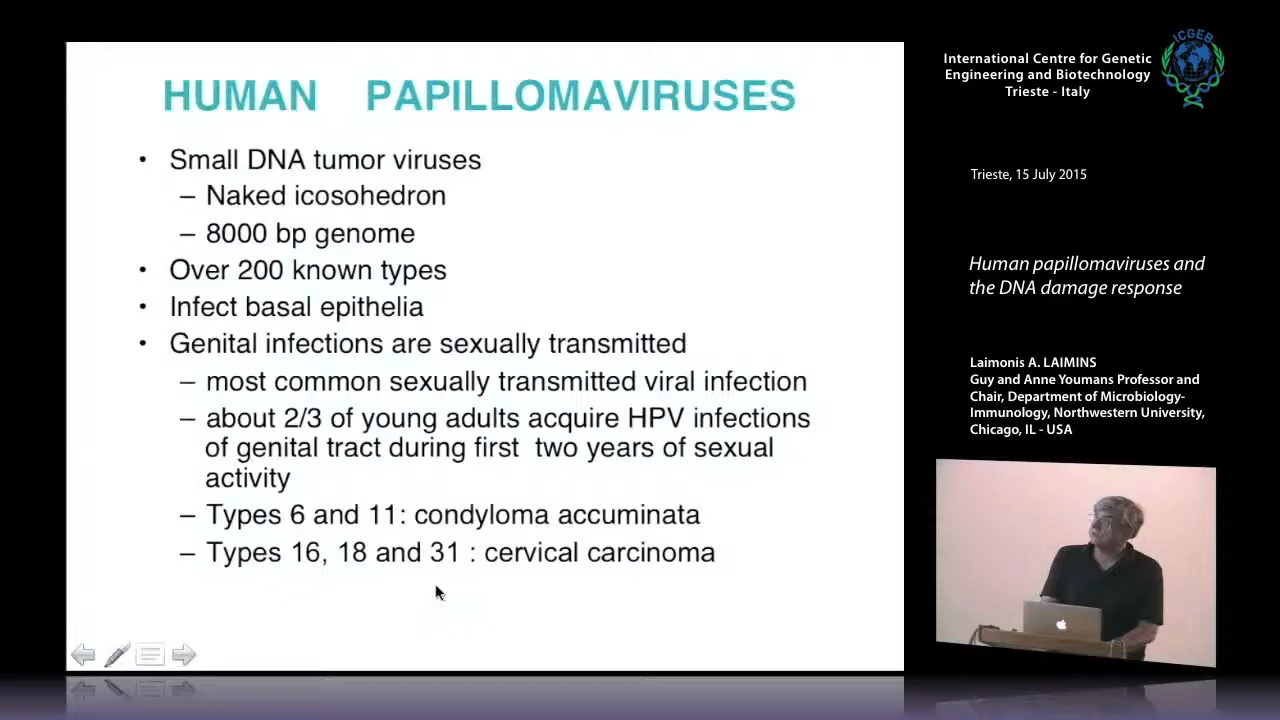 HUMAN PAPILLOMAVIRUSES
• Small DNA tumor viruses
– Naked icosohedron
– 8000 bp genome
• Over 200 known types
• Infect basal epithelia
• Genital infections are sexually transmitted
– most common sexually transmitted viral infection
– about 2/3 of young adults acquire HPV infections
of genital tract during first two years of sexual
activity
– Types 6 and 11: condyloma accuminata
– Types 16, 18 and 31 : cervical carcinoma
International Centre for Genetic
Engineering and Biotechnology
Trieste - Italy
ICGEB
Trieste, 15 July 2015
Human papillomaviruses and
the DNA damage response
Laimonis A. LAIMINS
Guy and Anne Youmans Professor and
Chair, Department of Microbiology-
Immunology, Northwestern University,
Chicago, IL - USA